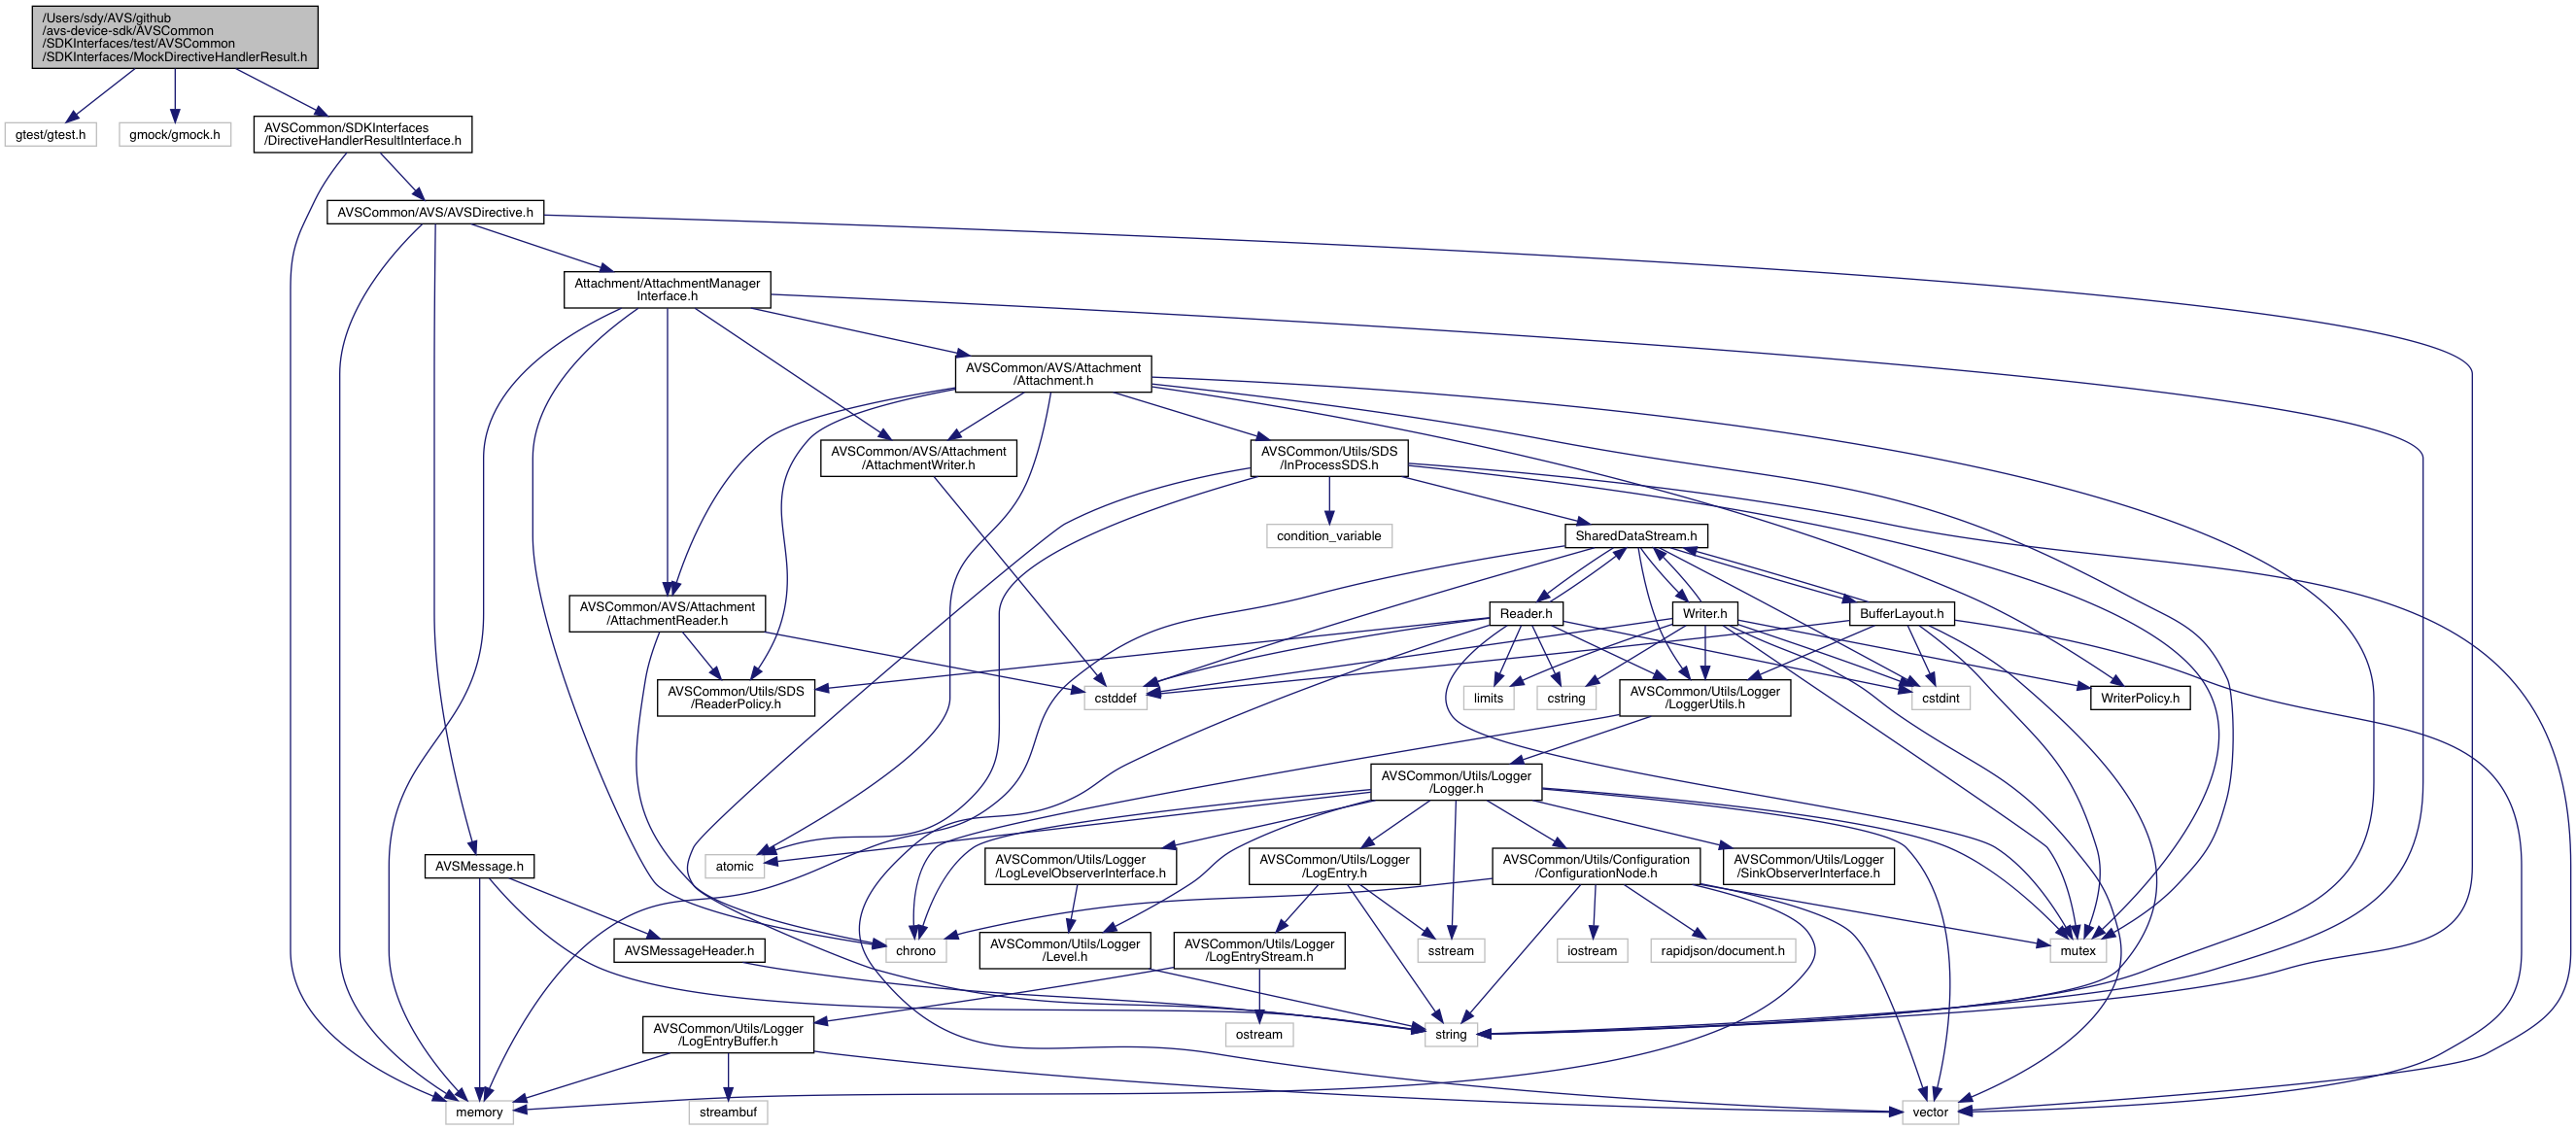 /Users/sdy/AVS/github
/avs-device-sdk/AVSCommon
/SDKInterfaces/test/AVSCommon
/SDKInterfaces/MockDirectiveHandlerResult.h
gtest/gtest.h
gmock/gmock.h
AVSCommon/SDKInterfaces
/DirectiveHandlerResultInterface.h
AVSCommon/AVS/AVSDirective.h
Attachment/AttachmentManager
Interface.h
AVSCommon/AVS/Attachment
/Attachment.h
AVSCommon/AVS/Attachment
/AttachmentWriter.h
AVSCommon/Utils/SDS
/InProcessSDS.h
condition_variable
SharedDataStream.h
AVSCommon/AVS/Attachment
/AttachmentReader.h
Reader.h
Writer.h
BufferLayout.h
AVSCommon/Utils/SDS
/ReaderPolicy.h
cstddef
limits
cstring
AVSCommon/Utils/Logger
/LoggerUtils.h
cstdint
WriterPolicy.h
AVSCommon/Utils/Logger
/Logger.h
AVSMessage.h
atomic
AVSCommon/Utils/Logger
/LogLevelObserverInterface.h
AVSCommon/Utils/Logger
/LogEntry.h
AVSCommon/Utils/Configuration
/ConfigurationNode.h
AVSCommon/Utils/Logger
/SinkObserverInterface.h
AVSMessageHeader.h
chrono
AVSCommon/Utils/Logger
/Level.h
AVSCommon/Utils/Logger
/LogEntryStream.h
sstream
iostream
rapidjson/document.h
mutex
AVSCommon/Utils/Logger
/LogEntryBuffer.h
ostream
string
memory
streambuf
vector